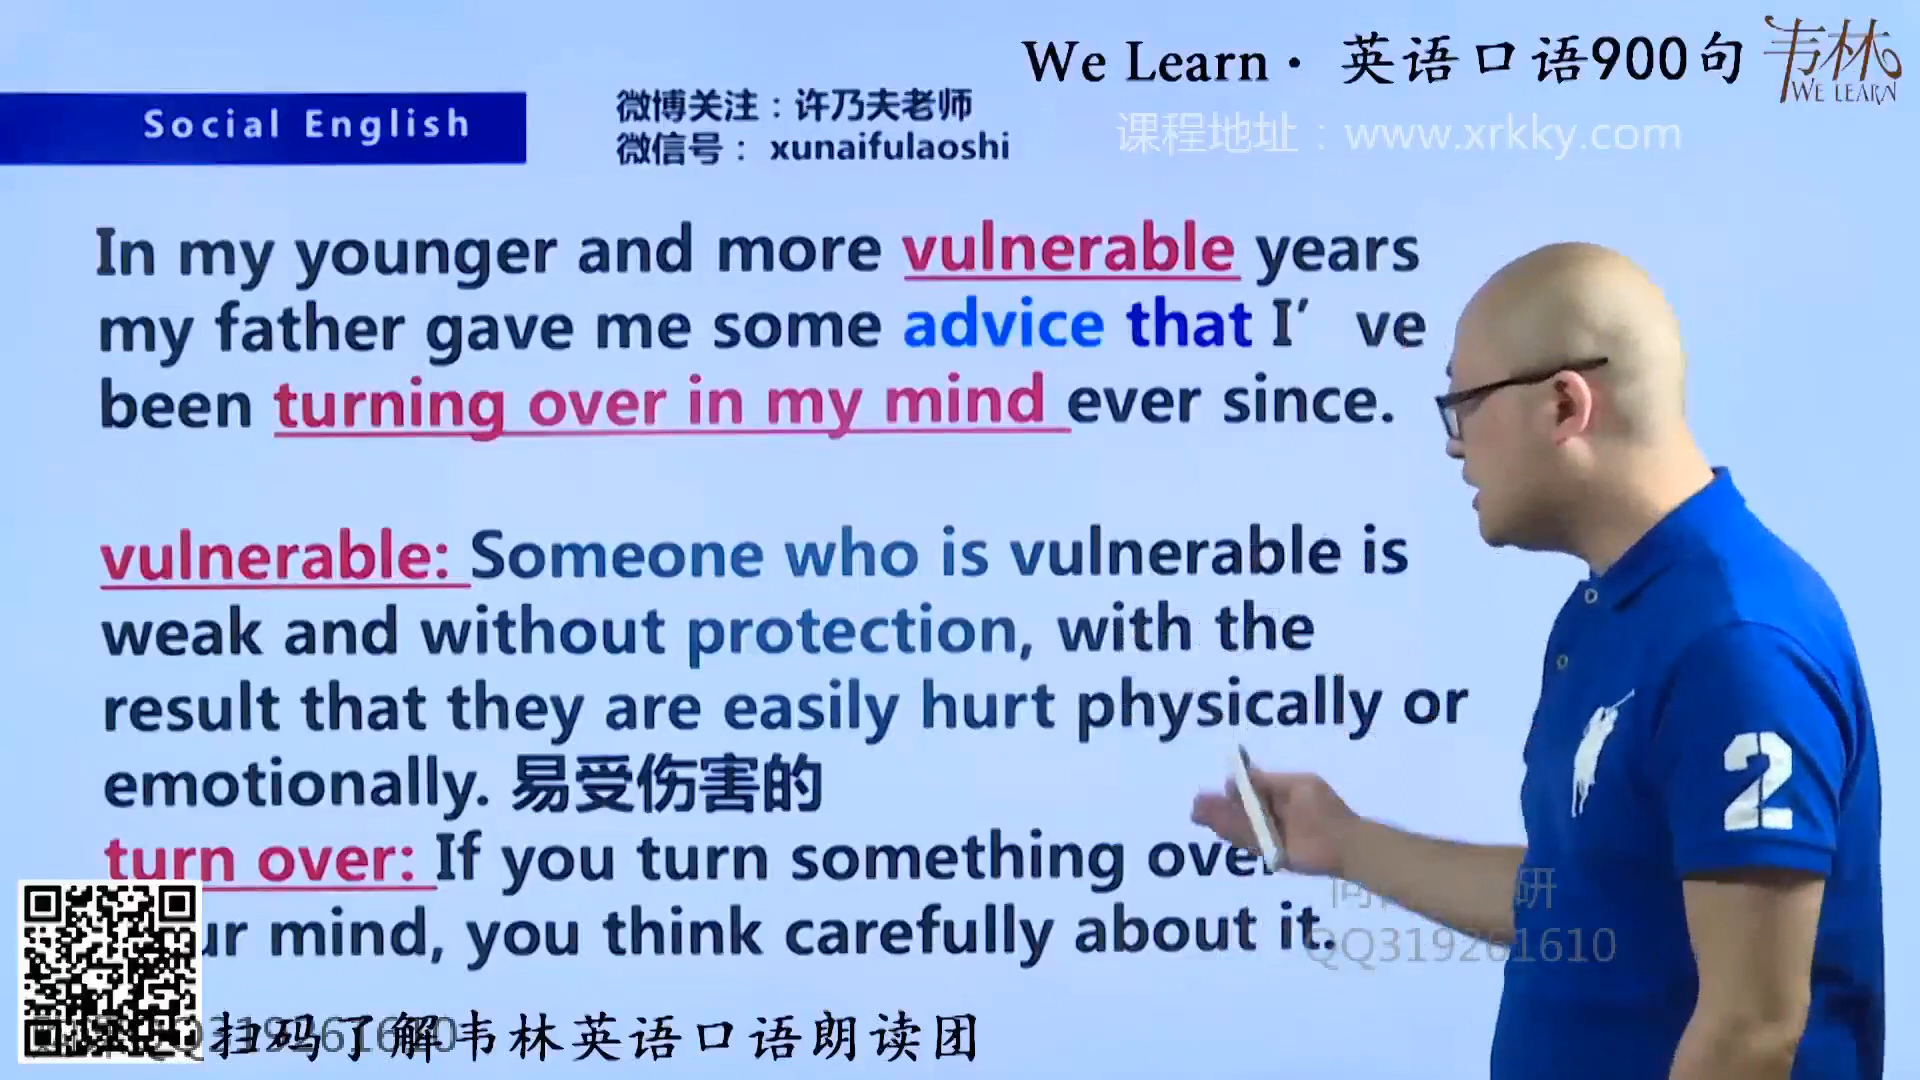 We Learn · 英语口语900句
韦林
WE LEARN
Social English
微博关注：许乃夫老师
微信号： xunaifulaoshi
课程地址：www.xrkky.com
In my younger and more vulnerable years
my father gave me some advice that I’ ve
been turning over in my mind ever since.
vulnerable: Someone who is vulnerable is
weak and without protection, with the
result that they are easily hurt physically or
emotionally. 易受伤害的
turn over: If you turn something over
ur mind, you think carefully about it.
2
研
QQ319261610
扫码了解韦林英语口语朗读团